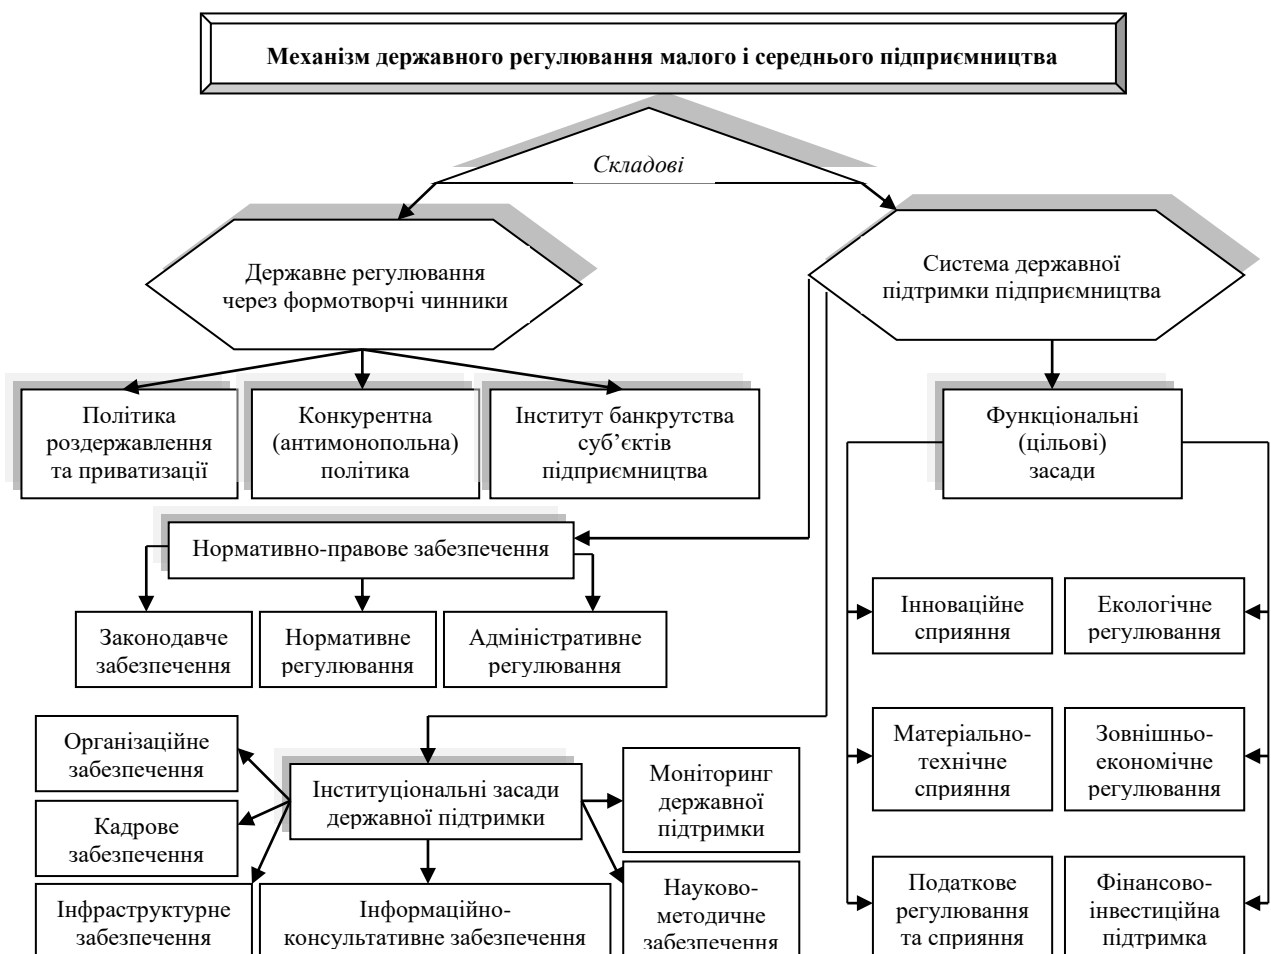 Механізм державного регулювання малого і середнього підприємництва
Складові
Державне регулювання
через формотворчі чинники
Система державної
підтримки підприємництва
Політика
роздержавлення
та приватизації
Конкурентна
(антимонопольна)
політика
Інститут банкрутства
суб’єктів
підприємництва
Функціональні
(цільові)
засади
Нормативно-правове забезпечення
Законодавче
забезпечення
Нормативне
регулювання
Адміністративне
регулювання
Інноваційне
сприяння
Екологічне
регулювання
Матеріально-
технічне
сприяння
Зовнішньо-
економічне
регулювання
Податкове
регулювання
та сприяння
Фінансово-
інвестиційна
підтримка
Організаційне
забезпечення
Кадрове
забезпечення
Інфраструктурне
забезпечення
Інституціональні засади
державної підтримки
Інформаційно-
консультативне забезпечення
Моніторинг
державної
підтримки
Науково-
методичне
забезпечення